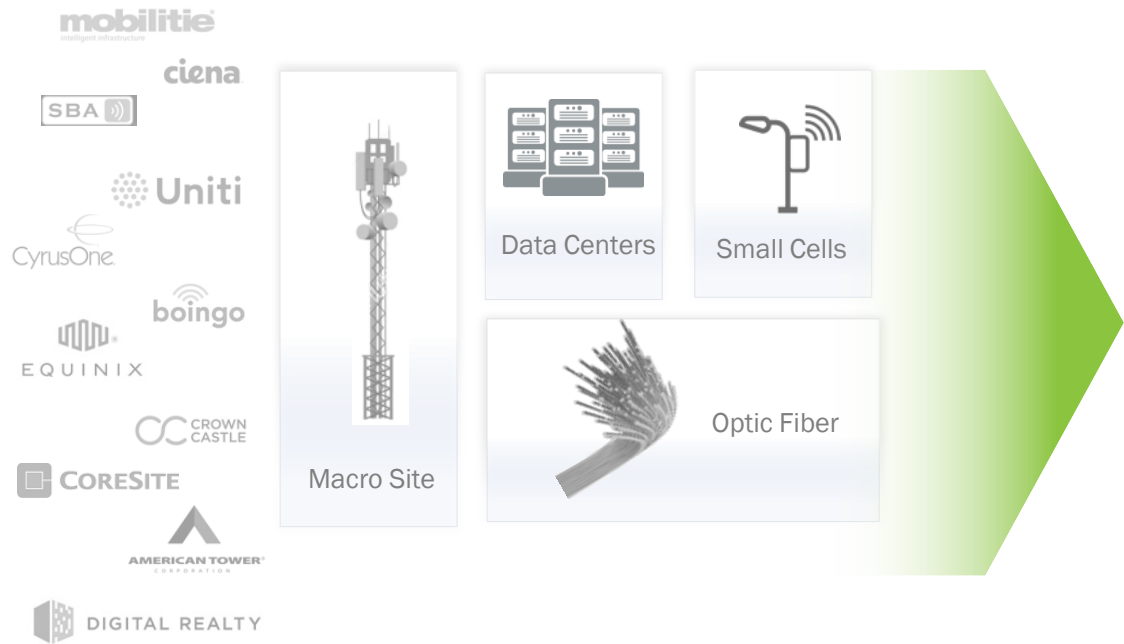 mobilitie®
intelligent infrastructure
ciena
SBA
Uniti
CyrusOne
boingo
EQUINIX
CROWN
CASTLE
CORESITE
AMERICAN TOWER®
CORPORATION
DIGITAL REALTY
Macro Site
Data Centers
Small Cells
Optic Fiber